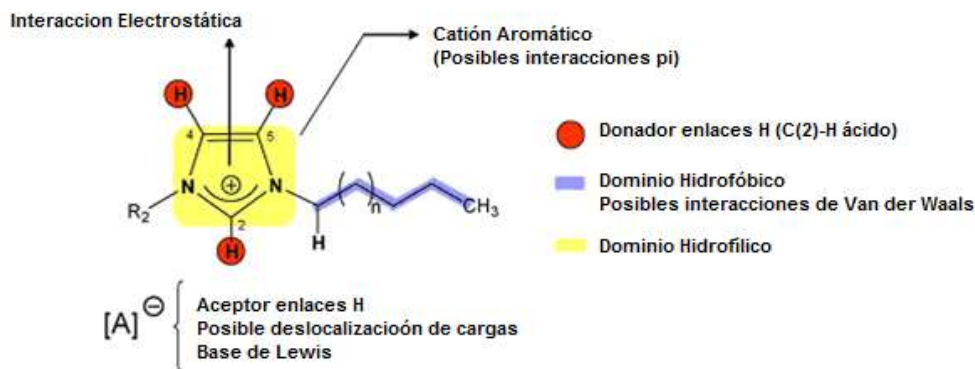 Interaccion Electrostática
Catión Aromático
(Posibles interacciones pi)
H
H
4
5
N
⊕
N
R2
2
H
H
( )n
CH3
Donador enlaces H (C(2)-H ácido)
Dominio Hidrofóbico
Posibles interacciones de Van der Waals
Dominio Hidrofílico
[A]⊖
Aceptor enlaces H
Posible deslocalizacioón de cargas
Base de Lewis